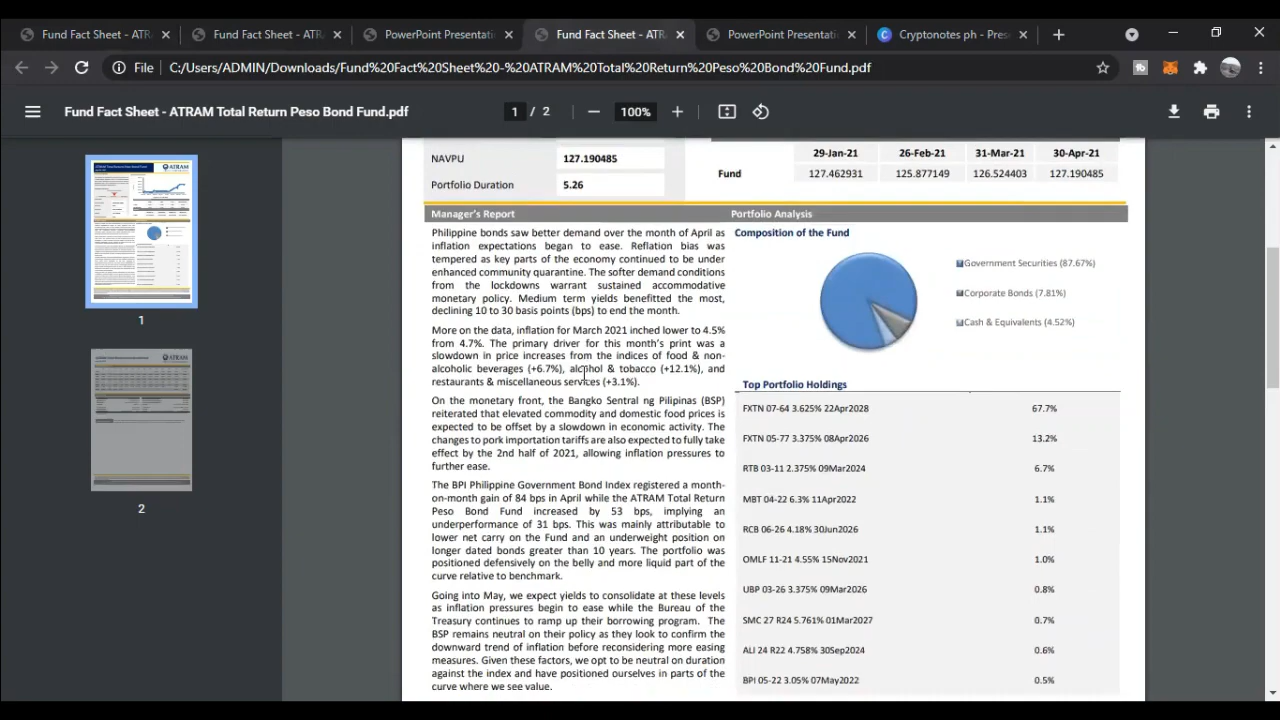 Fund Fact Sheet - ATR
Fund Fact Sheet - ATR
PowerPoint Presentati
Fund Fact Sheet - ATR
PowerPoint Presentati
Cryptonotes ph - Pres
File
C:/Users/ADMIN/Downloads/Fund%20Fact%20Sheet%20-%20ATRAM%20Total%20Return%20Peso%20Bond%20Fund.pdf
Fund Fact Sheet - ATRAM Total Return Peso Bond Fund.pdf
1 / 2
100%
1
2
NAVPU 127.190485
Portfolio Duration 5.26
29-Jan-21 26-Feb-21 31-Mar-21 30-Apr-21
Fund 127.462931 125.877149 126.524403 127.190485
Manager's Report
Philippine bonds saw better demand over the month of April as
inflation expectations began to ease. Reflation bias was
tempered as key parts of the economy continued to be under
enhanced community quarantine. The softer demand conditions
from the lockdowns warrant sustained accommodative
monetary policy. Medium term yields benefitted the most,
declining 10 to 30 basis points (bps) to end the month.
More on the data, inflation for March 2021 inched lower to 4.5%
from 4.7%. The primary driver for this month's print was a
slowdown in price increases from the indices of food & non-
alcoholic beverages (+6.7%), alcohol & tobacco (+12.1%), and
restaurants & miscellaneous services (+3.1%).
On the monetary front, the Bangko Sentral ng Pilipinas (BSP)
reiterated that elevated commodity and domestic food prices is
expected to be offset by a slowdown in economic activity. The
changes to pork importation tariffs are also expected to fully take
effect by the 2nd half of 2021, allowing inflation pressures to
further ease.
The BPI Philippine Government Bond Index registered a month-
on-month gain of 84 bps in April while the ATRAM Total Return
Peso Bond Fund increased by 53 bps, implying an
underperformance of 31 bps. This was mainly attributable to
lower net carry on the Fund and an underweight position on
longer dated bonds greater than 10 years. The portfolio was
positioned defensively on the belly and more liquid part of the
curve relative to benchmark.
Going into May, we expect yields to consolidate at these levels
as inflation pressures begin to ease while the Bureau of the
Treasury continues to ramp up their borrowing program. The
BSP remains neutral on their policy as they look to confirm the
downward trend of inflation before reconsidering more easing
measures. Given these factors, we opt to be neutral on duration
against the index and have positioned ourselves in parts of the
curve where we see value.
Portfolio Analysis
Composition of the Fund
Government Securities (87.67%)
Corporate Bonds (7.81%)
Cash & Equivalents (4.52%)
Top Portfolio Holdings
FXTN 07-64 3.625% 22Apr2028 67.7%
FXTN 05-77 3.375% 08Apr2026 13.2%
RTB 03-11 2.375% 09Mar2024 6.7%
MBT 04-22 6.3% 11Apr2022 1.1%
RCB 06-26 4.18% 30Jun2026 1.1%
OMLF 11-21 4.55% 15Nov2021 1.0%
UBP 03-26 3.375% 09Mar2026 0.8%
SMC 27 R24 5.761% 01Mar2027 0.7%
ALI 24 R22 4.758% 30Sep2024 0.6%
BPI 05-22 3.05% 07May2022 0.5%